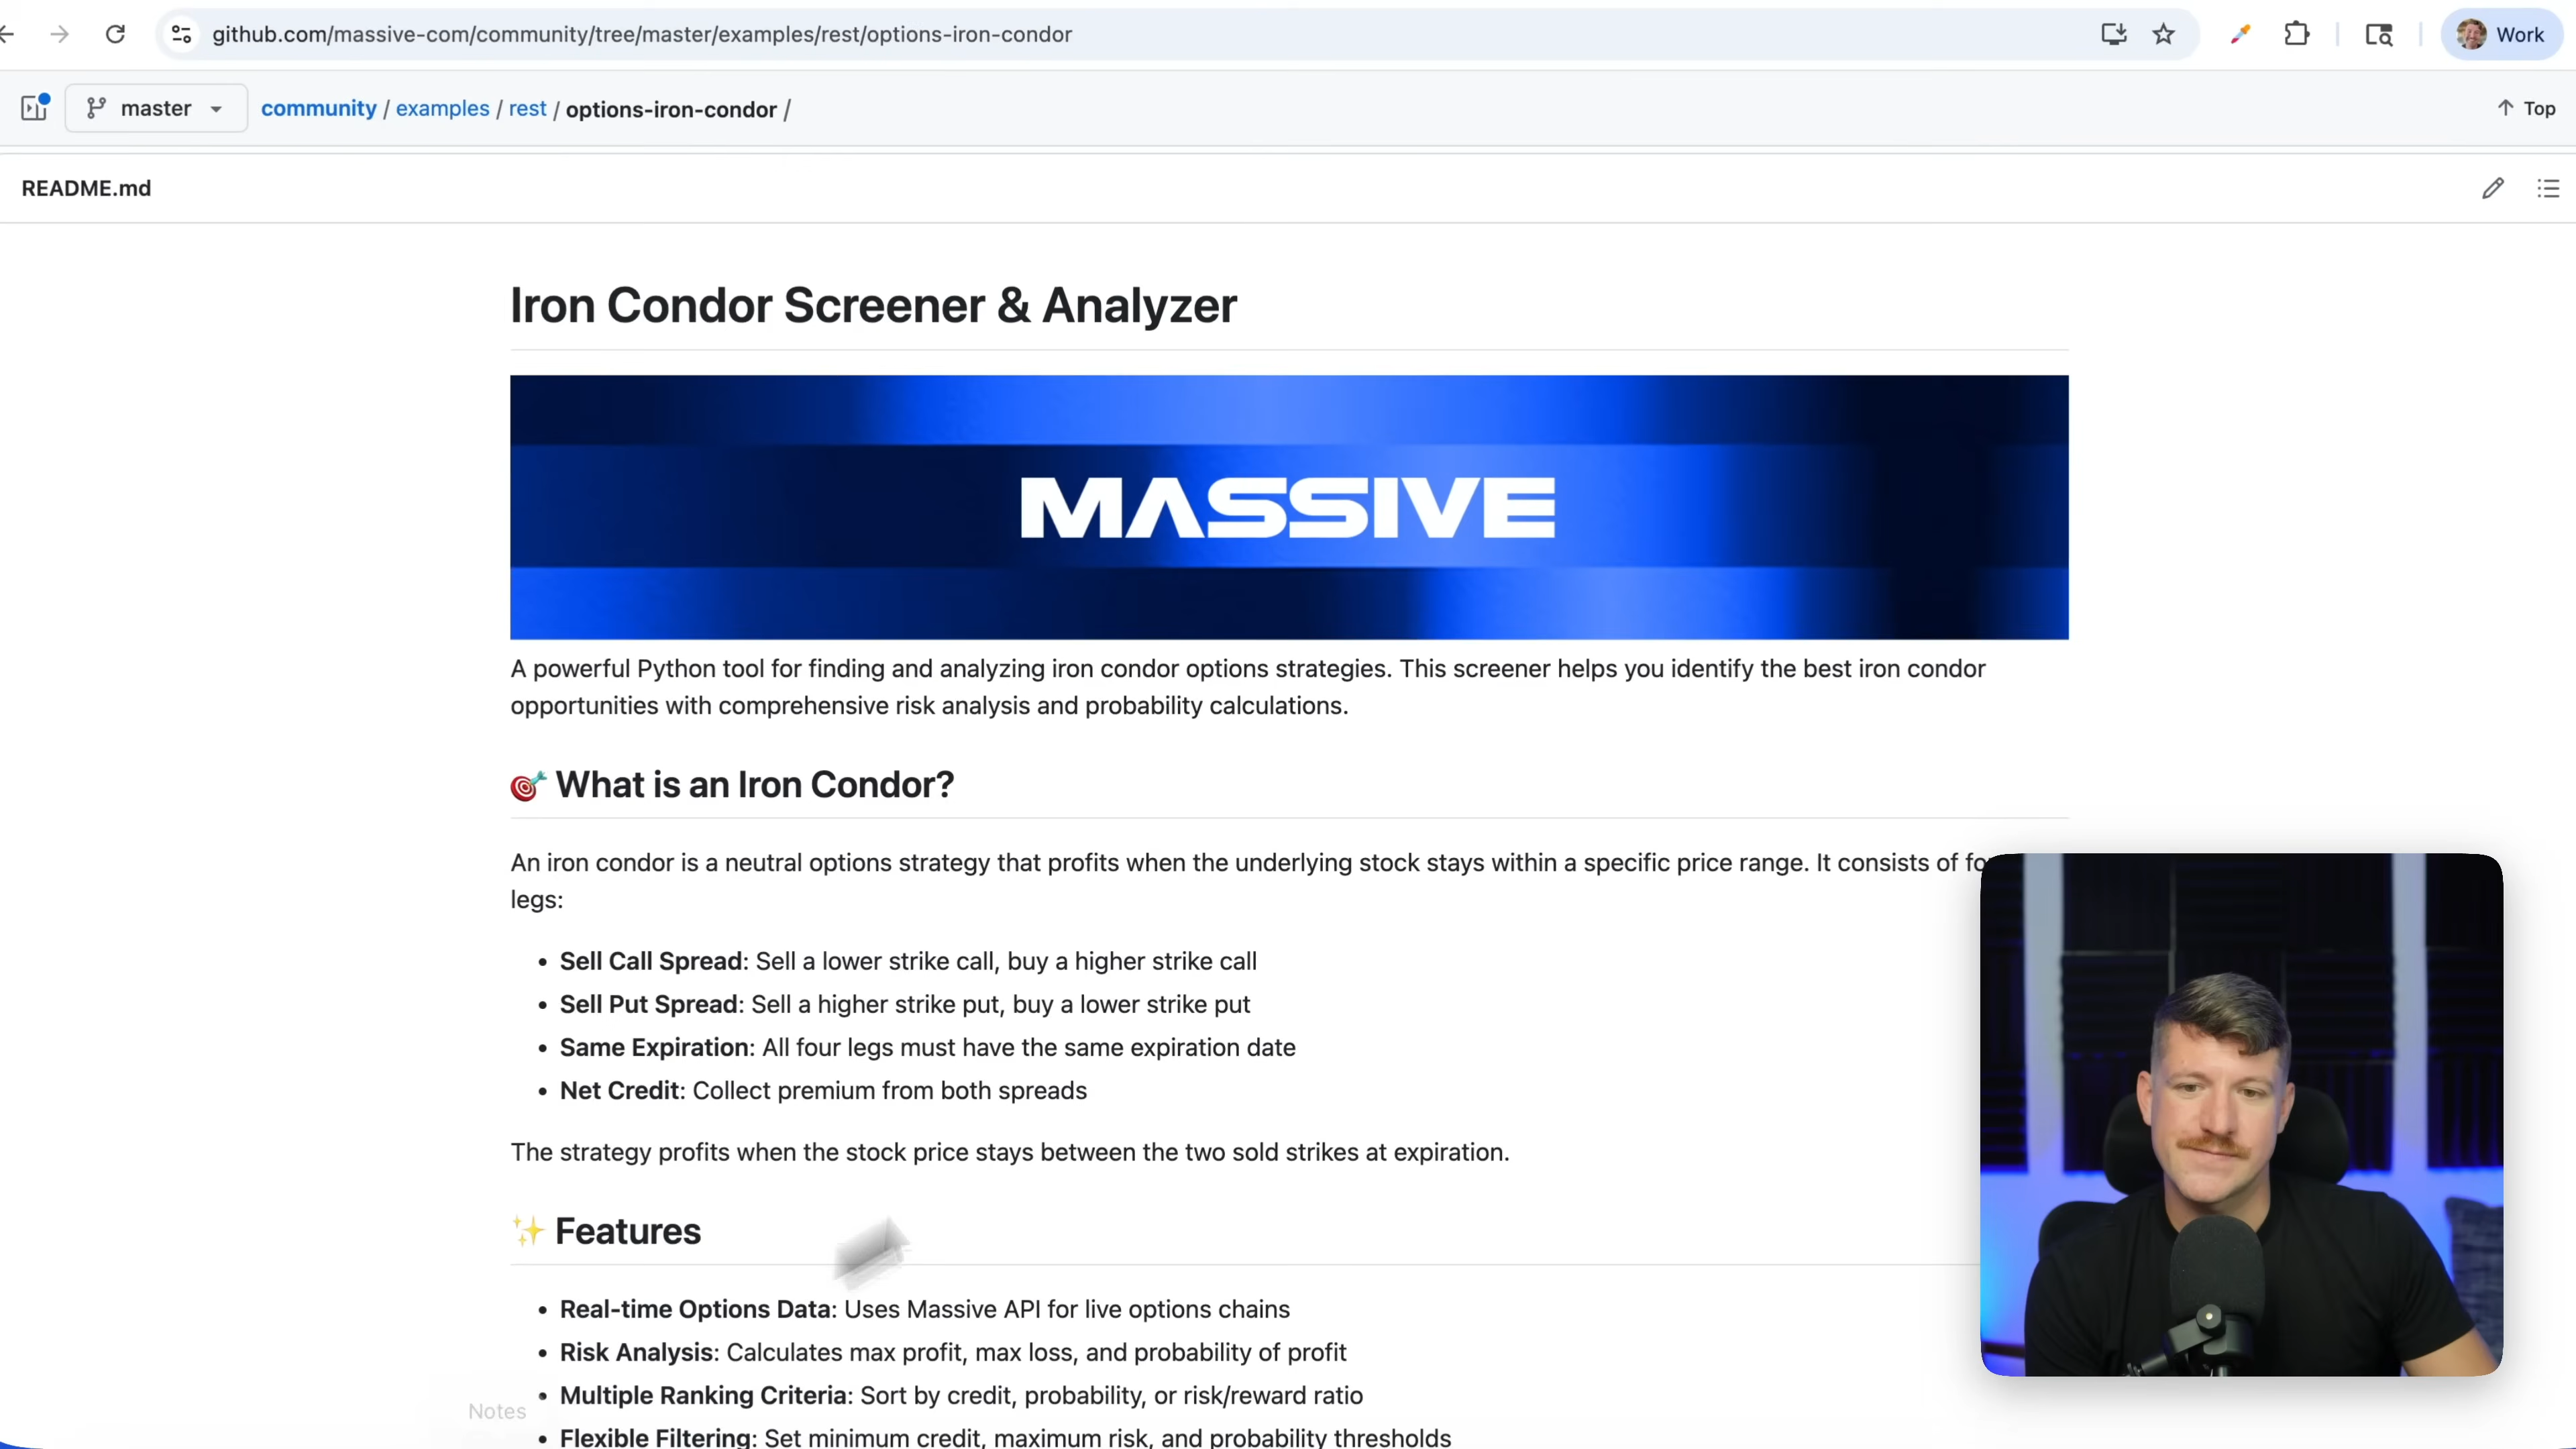 github.com/massive-com/community/tree/master/examples/rest/options-iron-condor
Work
master
community / examples / rest / options-iron-condor /
Top
README.md
Iron Condor Screener & Analyzer
MASSIVE
A powerful Python tool for finding and analyzing iron condor options strategies. This screener helps you identify the best iron condor
opportunities with comprehensive risk analysis and probability calculations.
What is an Iron Condor?
An iron condor is a neutral options strategy that profits when the underlying stock stays within a specific price range. It consists of
legs:
Sell Call Spread: Sell a lower strike call, buy a higher strike call
Sell Put Spread: Sell a higher strike put, buy a lower strike put
Same Expiration: All four legs must have the same expiration date
Net Credit: Collect premium from both spreads
The strategy profits when the stock price stays between the two sold strikes at expiration.
Features
Real-time Options Data: Uses Massive API for live options chains
Risk Analysis: Calculates max profit, max loss, and probability of profit
Multiple Ranking Criteria: Sort by credit, probability, or risk/reward ratio
Notes
Flexible Filtering: Set minimum credit, maximum risk, and probability thresholds